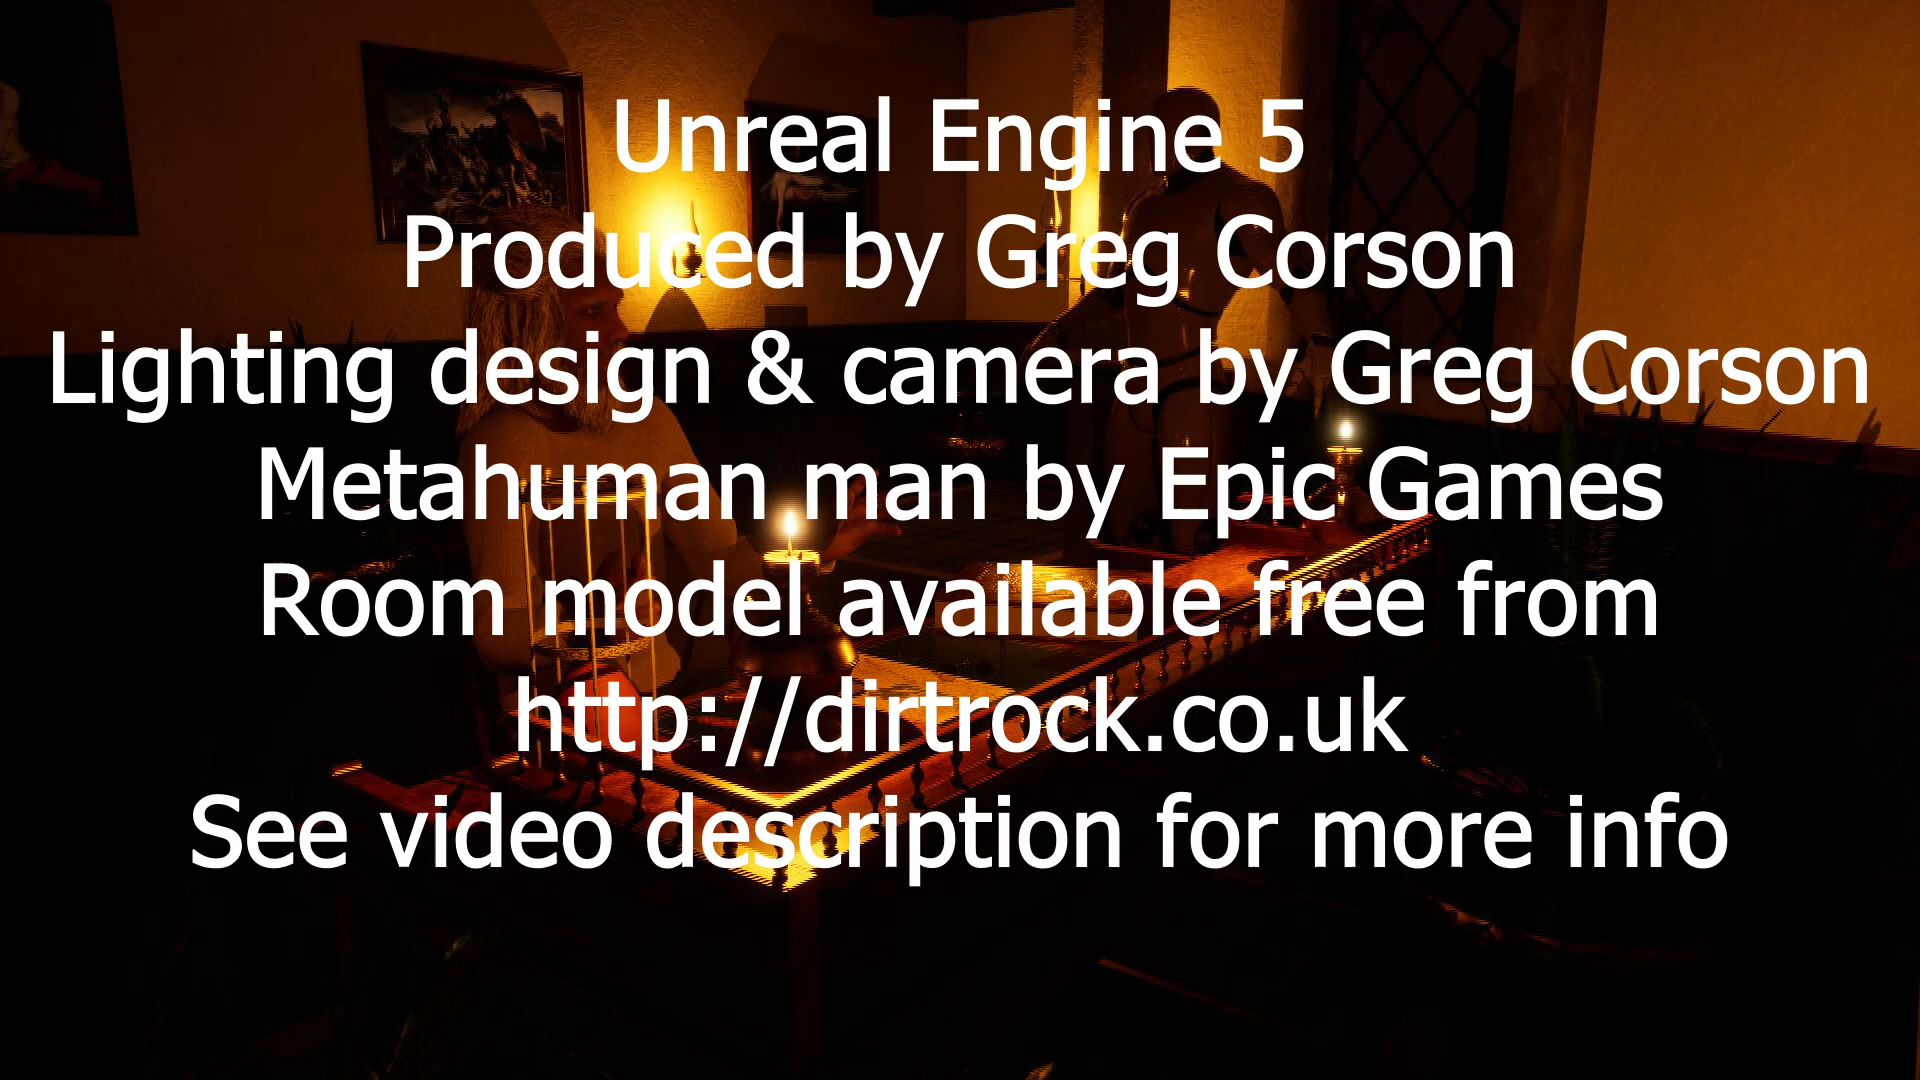 Unreal Engine 5
Produced by Greg Corson
Lighting design & camera by Greg Corson
Metahuman man by Epic Games
Room model available free from
http://dirtrock.co.uk
See video description for more info